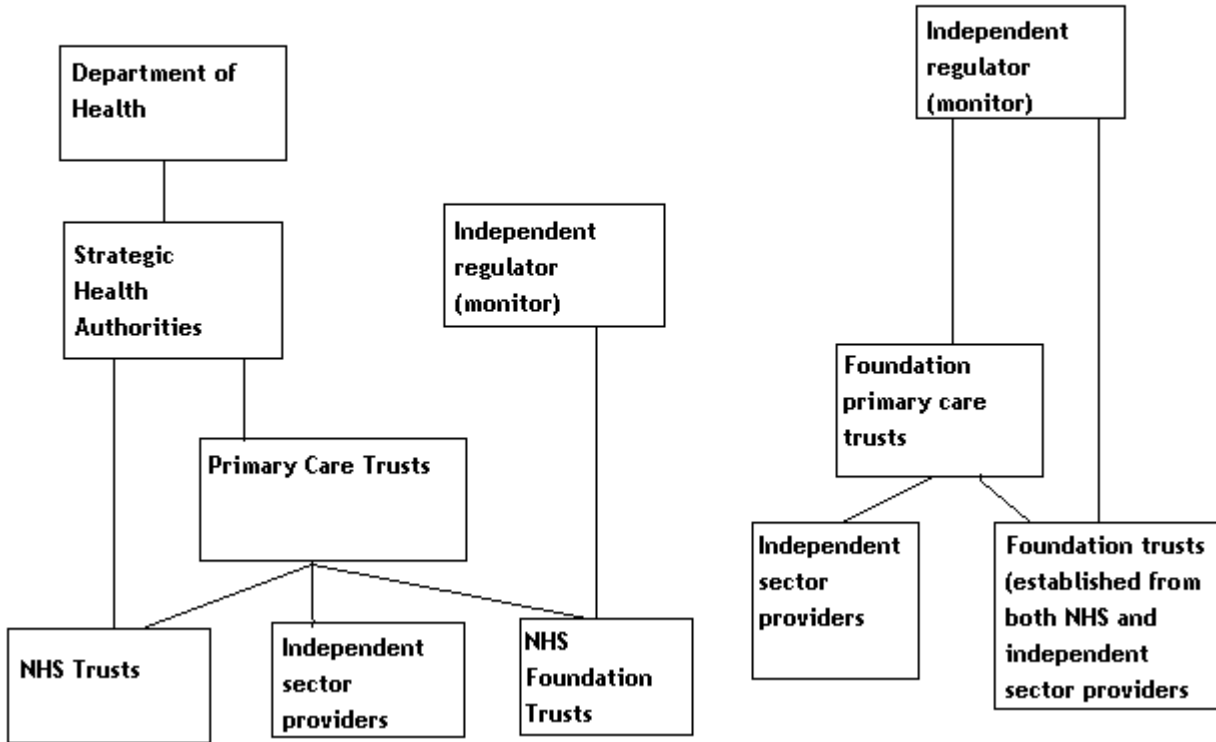 Department of
Health
Strategic
Health
Authorities
Independent
regulator
(monitor)
Primary Care Trusts
NHS Trusts
Independent
sector
providers
NHS
Foundation
Trusts
Independent
regulator
(monitor)
Foundation
primary care
trusts
Independent
sector
providers
Foundation trusts
(established from
both NHS and
independent
sector providers